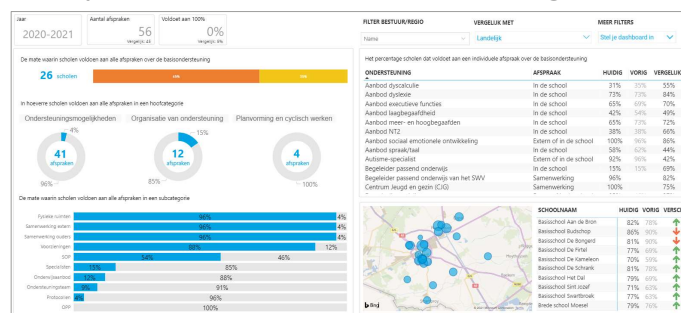 Jaar
2020-2021
Aantal afspraken
56
Vergelijk: 45
Voldoet aan 100%
0%
Vergelijk: 0%
FILTER BESTUUR/REGIO
Name
VERGELIJK MET
Landelijk
MEER FILTERS
Stel je dashboard in
De mate waarin scholen voldoen aan alle afspraken over de basisondersteuning
26 scholen
In hoeverre scholen voldoen aan alle afspraken in een hoofdcategorie
Ondersteuningsmogelijkheden
Organisatie van ondersteuning
Planvorming en cyclisch werken
4%
41
afspraken
96%
15%
12
afspraken
85%
4
afspraken
100%
De mate waarin scholen voldoen aan alle afspraken in een subcategorie
Fysieke ruimten 96% 4%
Samenwerking extern 96% 4%
Samenwerking ouders 96% 4%
Voorzieningen 88% 12%
SOP 54% 46%
Specialisten 15% 85%
Ondersteuningsteam 9% 91%
Protocollen 4% 96%
OPP 100%
Het percentage scholen dat voldoet aan een individuele afspraak over de basisondersteuning
ONDERSTEUNING AFSPRAAK HUIDIG VORIG VERGELIJK
Aanbod dyscalculie In de school 31% 35% 55%
Aanbod dyslexie In de school 73% 73% 84%
Aanbod executieve functies In de school 65% 69% 70%
Aanbod laagbegaafdheid In de school 42% 54% 49%
Aanbod meer- en hoogbegaafden In de school 65% 73% 72%
Aanbod NT2 In de school 38% 38% 66%
Aanbod sociaal emotionele ontwikkeling Extern of in de school 100% 96% 86%
Aanbod spraak/taal In de school 58% 62% 44%
Autisme-specialist Extern of in de school 92% 96% 42%
Begeleider passend onderwijs In de school 15% 15% 69%
Begeleider passend onderwijs van het SWV Samenwerking 96% 82%
Centrum Jeugd en gezin (CJG) Samenwerking 100% 75%
Bing
SCHOOLNAAM HUIDIG VORIG VERSC
Basisschool Aan de Bron 82% 78%
Basisschool Budschop 86% 90%
Basisschool De Bongerd 81% 90%
Basisschool De Firtel 77% 69%
Basisschool De Kameleon 70% 59%
Basisschool De Schrank 81% 78%
Basisschool Het Dal 79% 69%
Basisschool Sint Jozef 71% 63%
Basisschool Swartbroek 77% 63%
Brede school Moesel 79% 76%